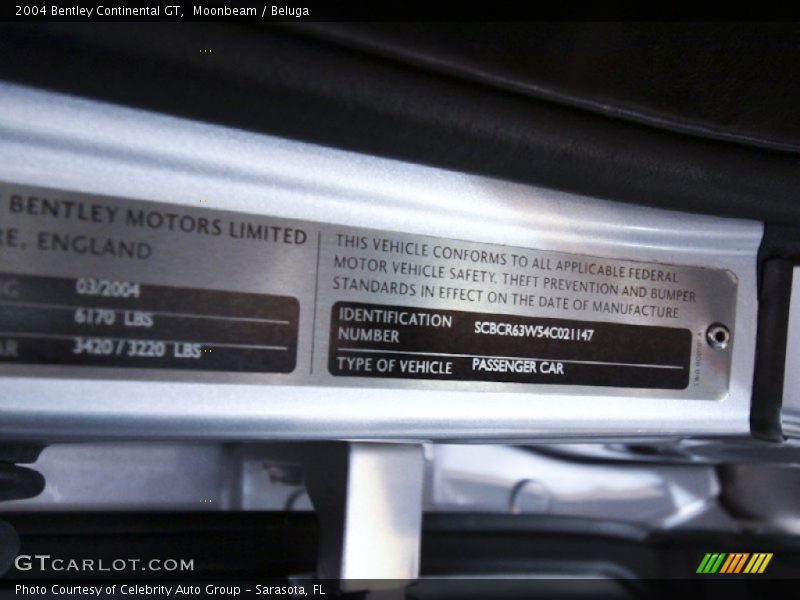 2004 Bentley Continental GT, Moonbeam / Beluga
BENTLEY MOTORS LIMITED
RE, ENGLAND
03/2004
6170 LBS
3420 / 3220 LBS
THIS VEHICLE CONFORMS TO ALL APPLICABLE FEDERAL
MOTOR VEHICLE SAFETY, THEFT PREVENTION AND BUMPER
STANDARDS IN EFFECT ON THE DATE OF MANUFACTURE
IDENTIFICATION
NUMBER
SCBCR63W54C021147
TYPE OF VEHICLE PASSENGER CAR
GTCARLOT.COM
Photo Courtesy of Celebrity Auto Group - Sarasota, FL